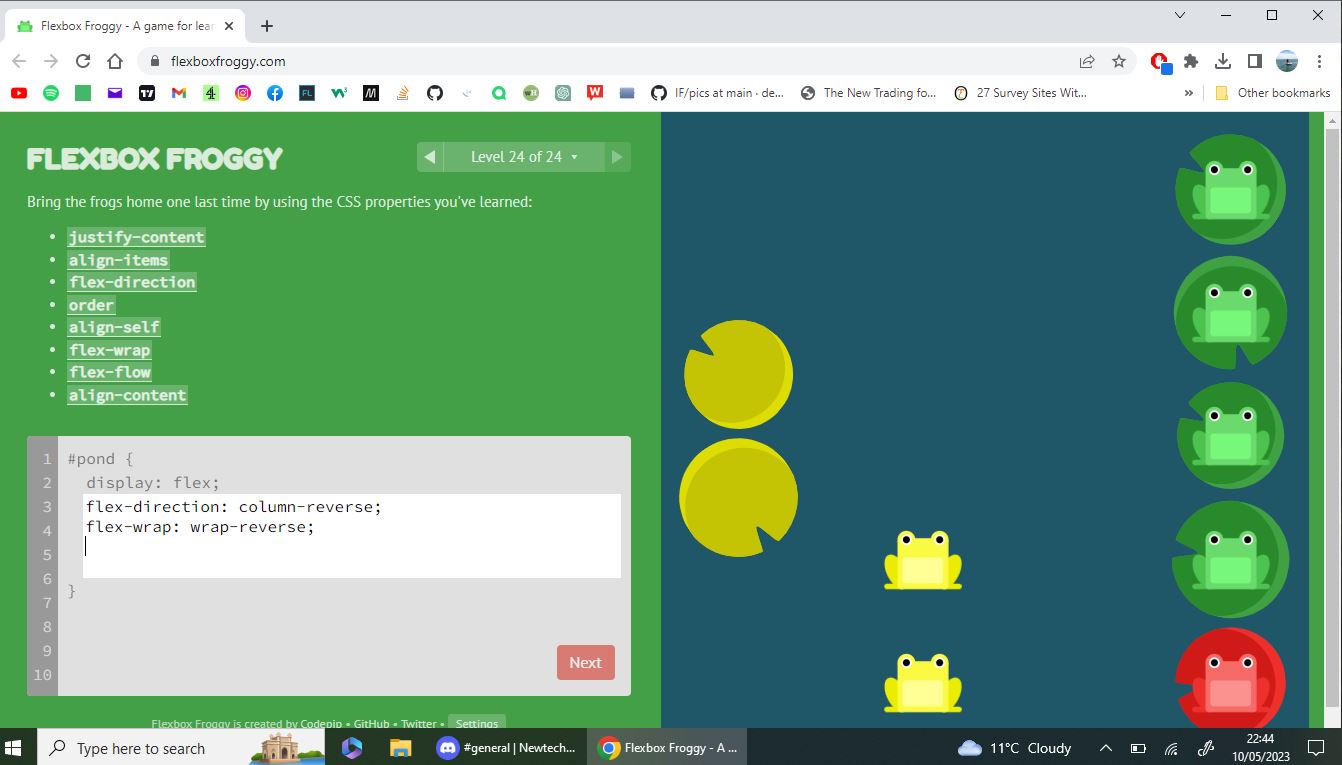 Flexbox Froggy - A game for lear
flexboxfroggy.com
IF/pics at main · de...
The New Trading fo...
27 Survey Sites Wit...
»
Other bookmarks
FLEXBOX FROGGY
Level 24 of 24
Bring the frogs home one last time by using the CSS properties you've learned:
• justify-content
• align-items
• flex-direction
• order
• align-self
• flex-wrap
• flex-flow
• align-content
1 #pond {
2 display: flex;
3 flex-direction: column-reverse;
4 flex-wrap: wrap-reverse;
5
6
7 }
8
9
10
Next
Flexbox Froggy is created by Codepip • GitHub • Twitter • Settings
Type here to search
#general | Newtech...
Flexbox Froggy - A ...
11°C Cloudy
22:44
10/05/2023